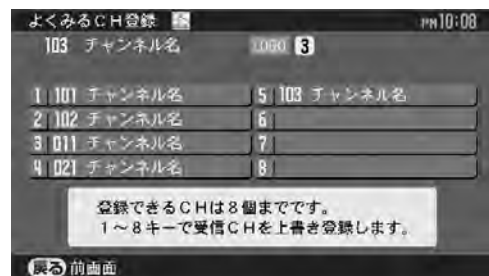 よくみるCH登録 PM10:08
103 チャンネル名 LOGO 3
1 101 チャンネル名 5 103 チャンネル名
2 102 チャンネル名 6
3 011 チャンネル名 7
4 021 チャンネル名 8
登録できるCHは8個までです。
1~8キーで受信CHを上書き登録します。
戻る 前画面